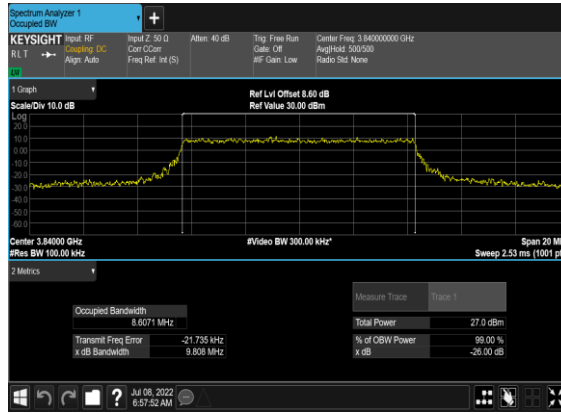 Spectrum Analyzer 1
Occupied BW
+
KEYSIGHT Input: RF Input Z: 50 Ω Atten: 40 dB Trig: Free Run Center Freq: 3.840000000 GHz
RLT Coupling: DC Corr CCorr Gate: Off Avg|Hold: 500/500
Align: Auto Freq Ref: Int (S) #IF Gain: Low Radio Std: None
LW
1 Graph
Ref Lvl Offset 8.60 dB
Scale/Div 10.0 dB Ref Value 30.00 dBm
Log
20.0
10.0
0.00
-10.0
-20.0
-30.0
-40.0
-50.0
-60.0
Center 3.84000 GHz #Video BW 300.00 kHz* Span 20 M
#Res BW 100.00 kHz Sweep 2.53 ms (1001 p
2 Metrics
Measure Trace Trace 1
Occupied Bandwidth
8.6071 MHz Total Power 27.0 dBm
Transmit Freq Error -21.735 kHz % of OBW Power 99.00 %
x dB Bandwidth 9.808 MHz x dB -26.00 dB
? Jul 08, 2022
6:57:52 AM